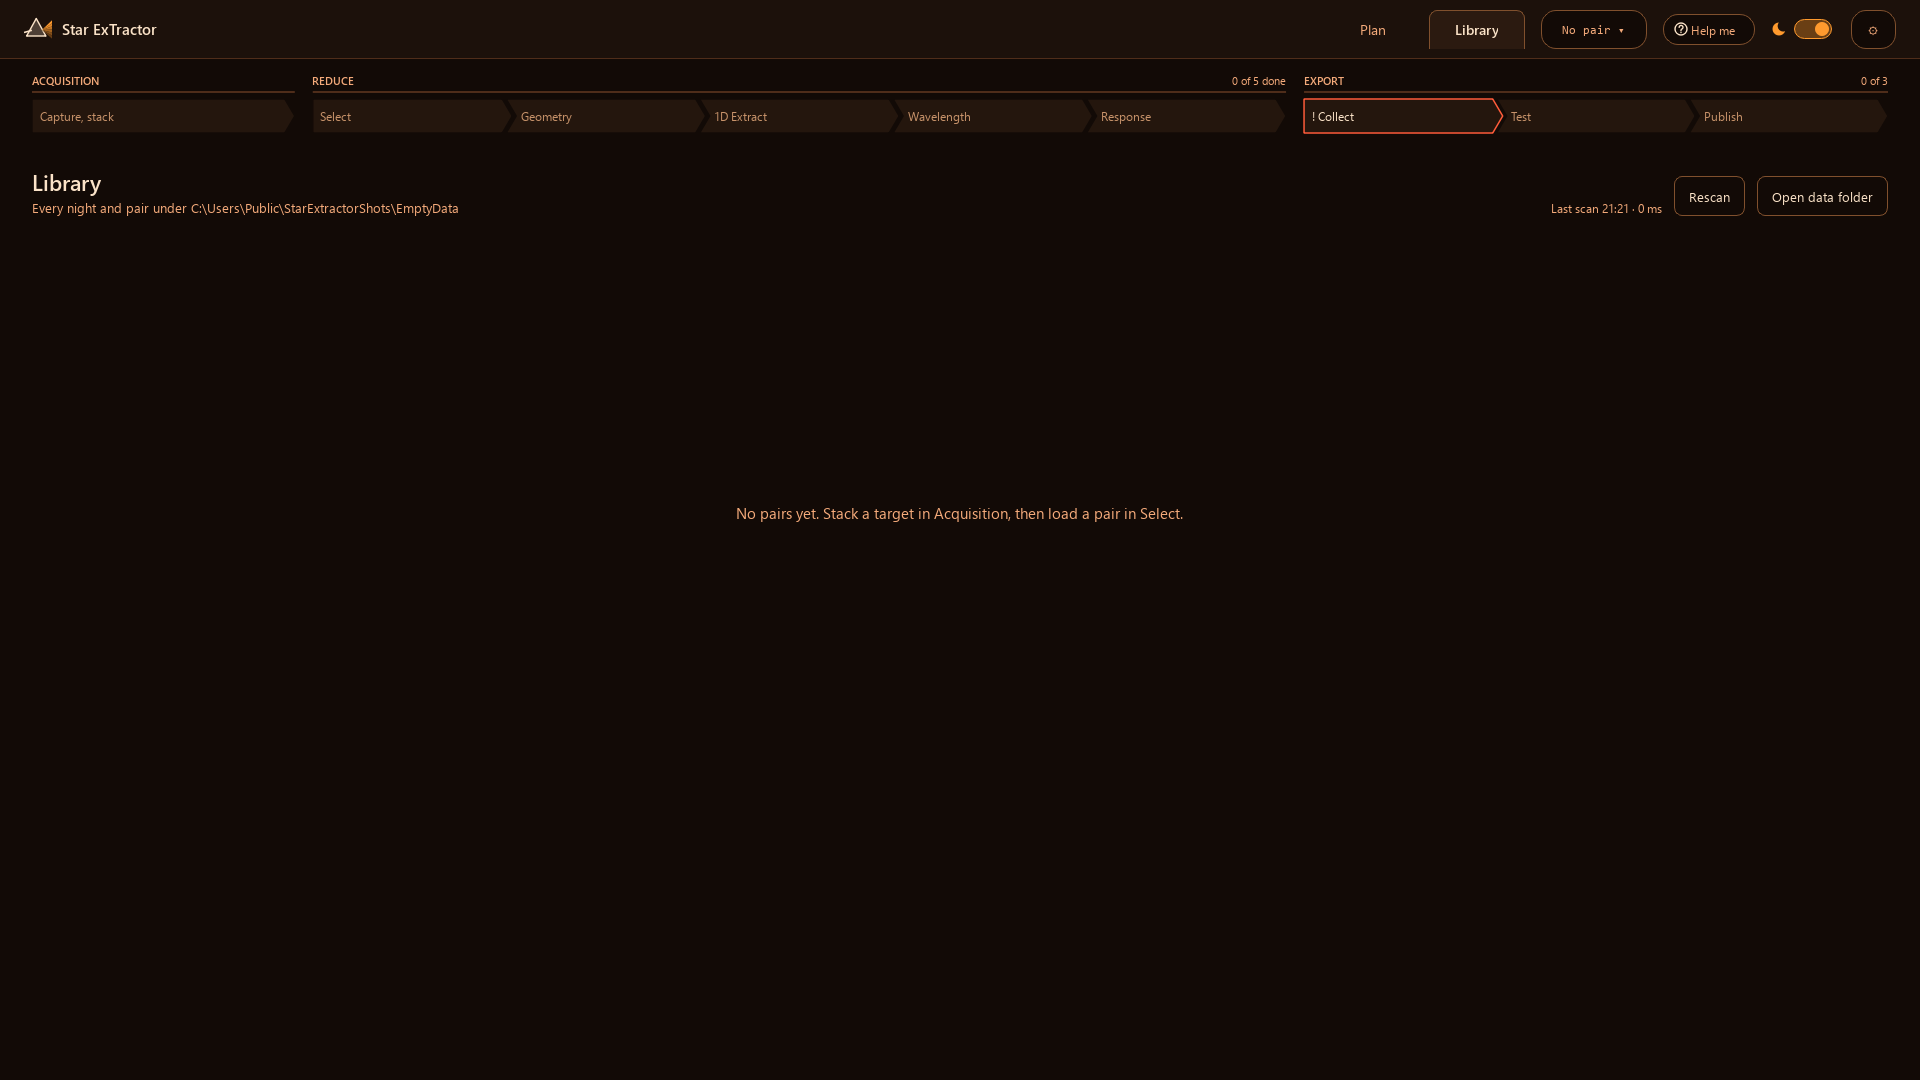 Star ExTractor
Plan
Library
No pair ▾
Help me
ACQUISITION
REDUCE
0 of 5 done
EXPORT
0 of 3
Capture, stack
Select
Geometry
1D Extract
Wavelength
Response
! Collect
Test
Publish
Library
Every night and pair under C:\Users\Public\StarExtractorShots\EmptyData
Last scan 21:21 · 0 ms
Rescan
Open data folder
No pairs yet. Stack a target in Acquisition, then load a pair in Select.